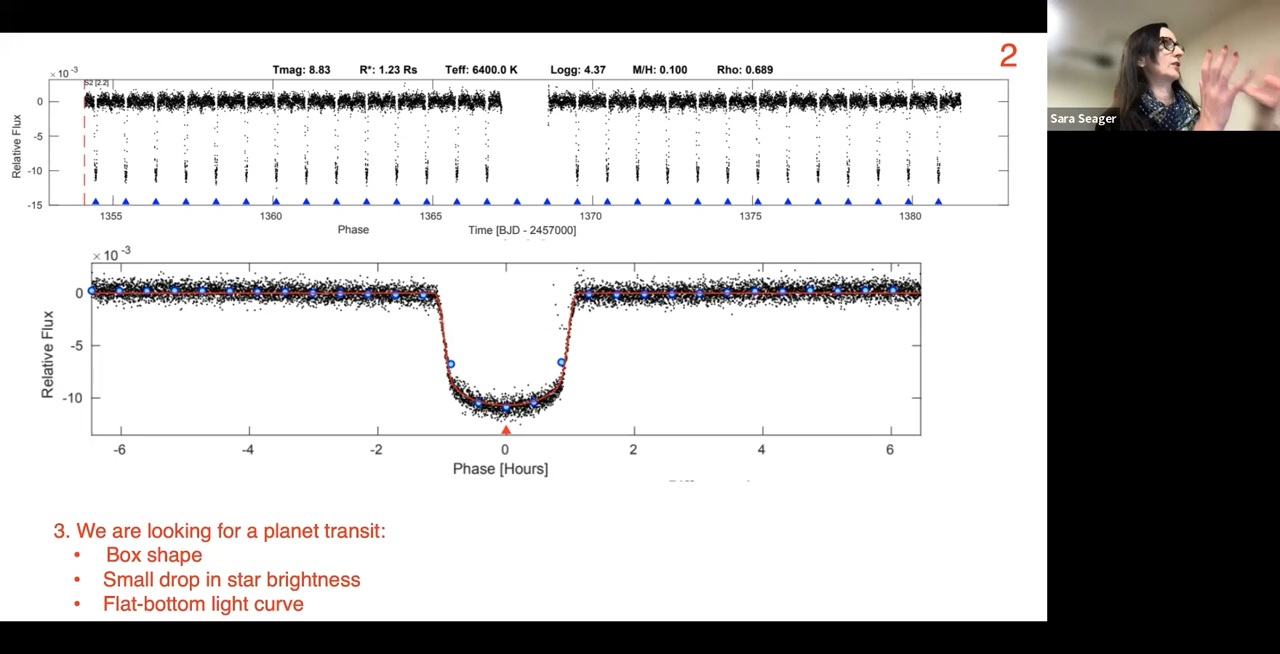 2
Tmag: 8.83 R*: 1.23 Rs Teff: 6400.0 K Logg: 4.37 M/H: 0.100 Rho: 0.689
× 10 -3
S2 [2.2]
0
-5
-10
-15
Relative Flux
1355 1360 1365 1370 1375 1380
Phase Time [BJD - 2457000]
× 10 -3
0
-5
-10
Relative Flux
-6 -4 -2 0 2 4 6
Phase [Hours]
3. We are looking for a planet transit:
• Box shape
• Small drop in star brightness
• Flat-bottom light curve
Sara Seager